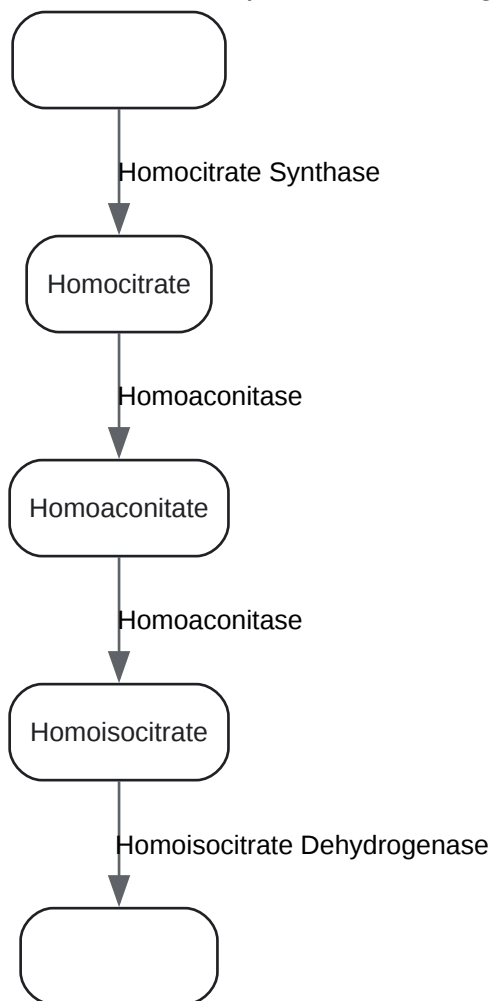 Homocitrate Synthase
Homocitrate
Homoaconitase
Homoaconitate
Homoaconitase
Homoisocitrate
Homoisocitrate Dehydrogenase